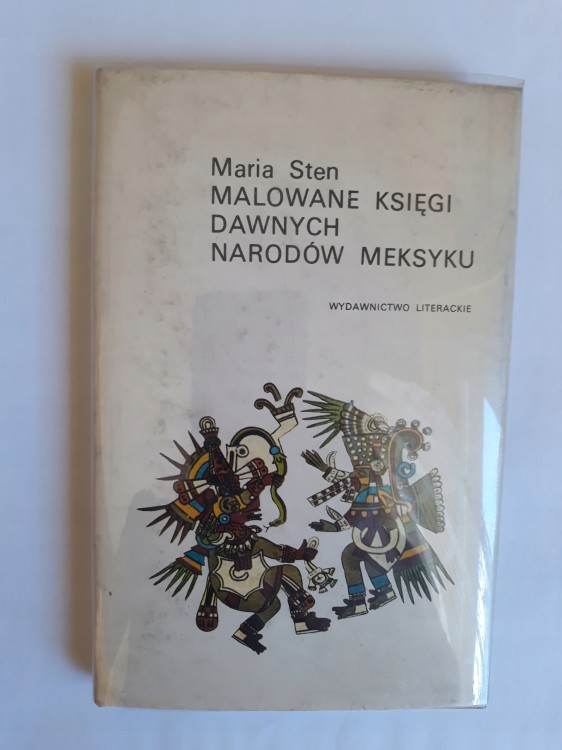 Maria Sten
MALOWANE KSIĘGI
DAWNYCH
NARODÓW MEKSYKU
WYDAWNICTWO LITERACKIE